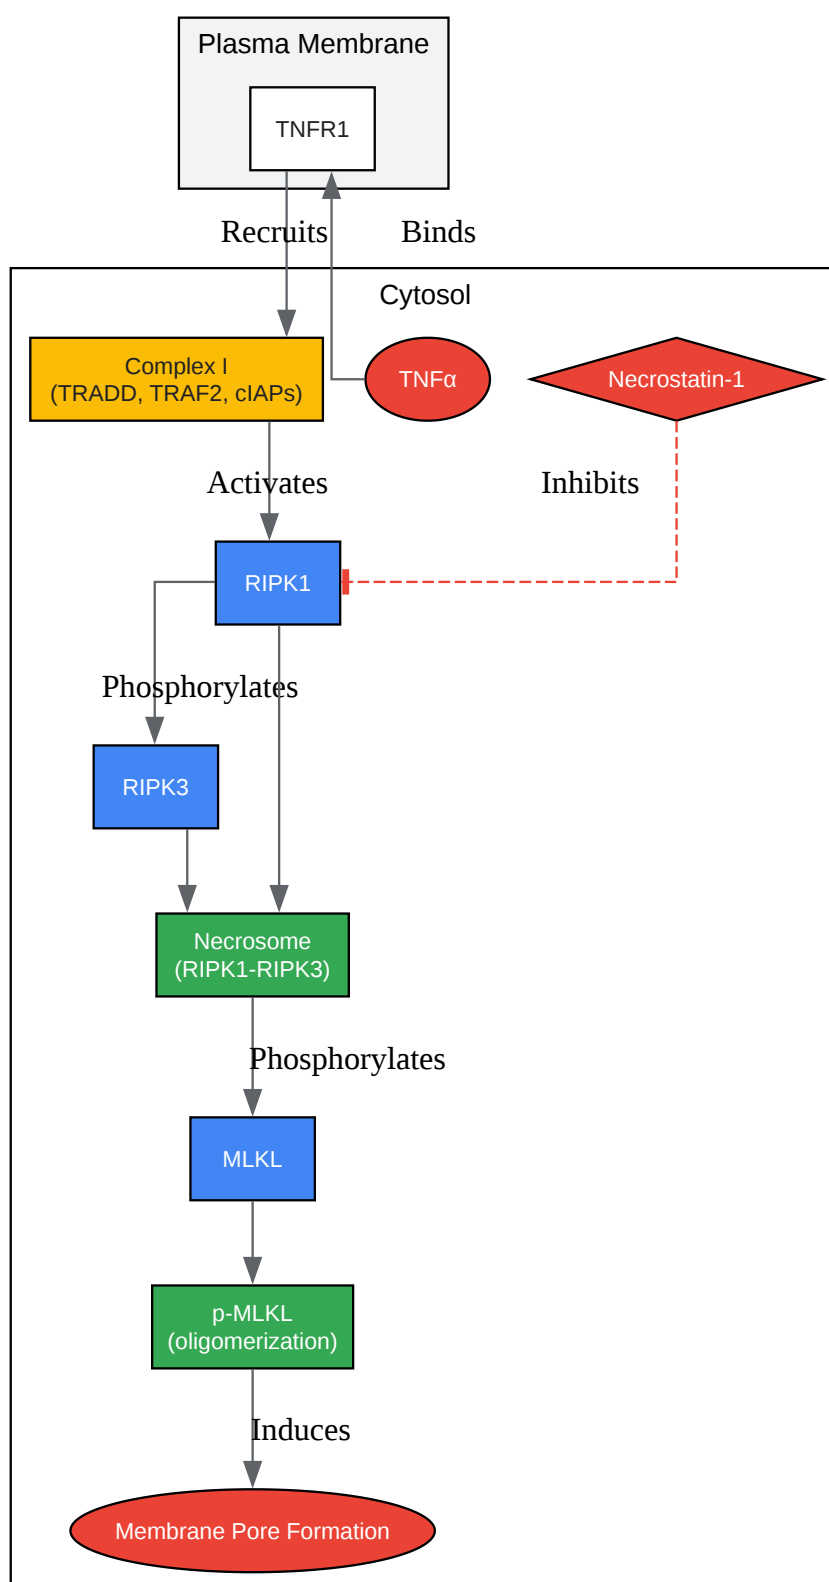 Plasma Membrane
TNFR1
Recruits
Binds
Cytosol
Complex I
(TRADD, TRAF2, cIAPs)
TNFα
Necrostatin-1
Activates
Inhibits
RIPK1
Phosphorylates
RIPK3
Necrosome
(RIPK1-RIPK3)
Phosphorylates
MLKL
p-MLKL
(oligomerization)
Induces
Membrane Pore Formation